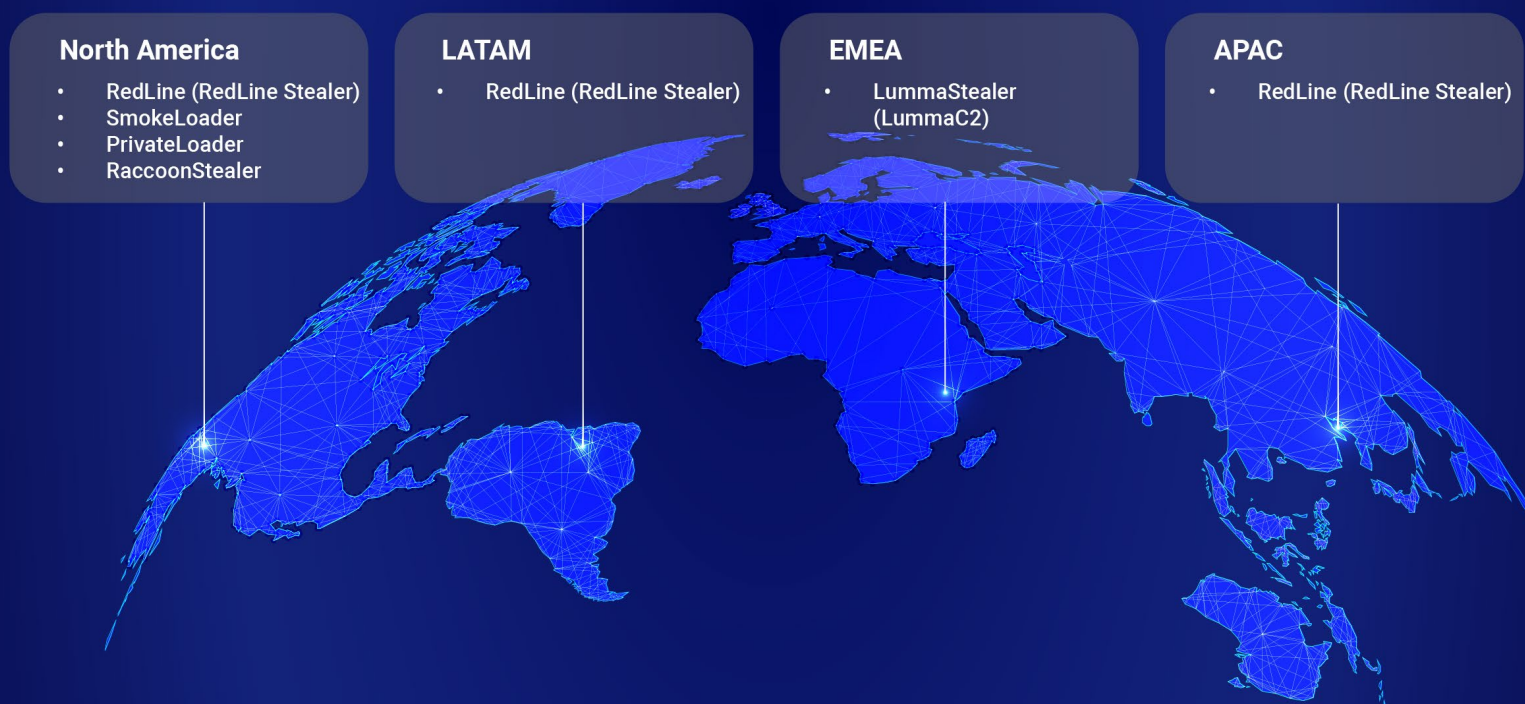 North America
• RedLine (RedLine Stealer)
• SmokeLoader
• PrivateLoader
• RaccoonStealer
LATAM
• RedLine (RedLine Stealer)
EMEA
• LummaStealer
(LummaC2)
APAC
• RedLine (RedLine Stealer)